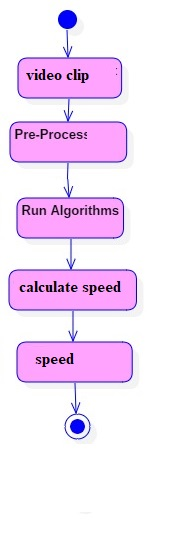 video clip
Pre-Process
Run Algorithms
calculate speed
speed